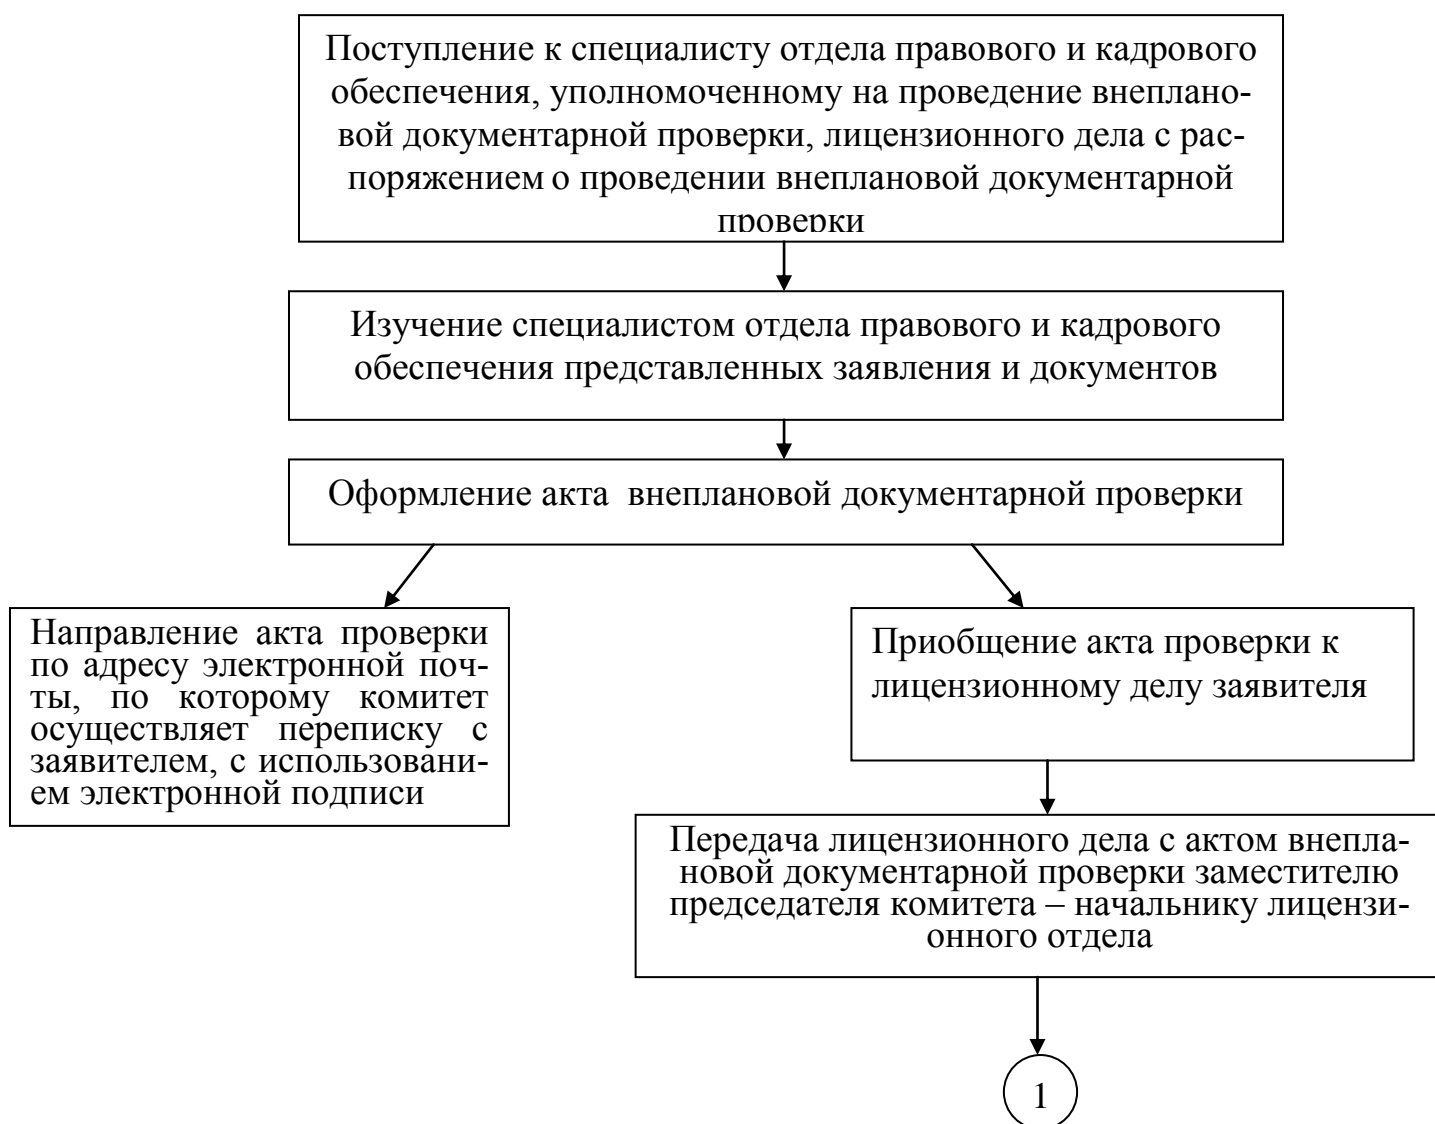 Поступление к специалисту отдела правового и кадрового
обеспечения, уполномоченному на проведение внеплано-
вой документарной проверки, лицензионного дела с рас-
поряжением о проведении внеплановой документарной
проверки
Изучение специалистом отдела правового и кадрового
обеспечения представленных заявления и документов
Оформление акта  внеплановой документарной проверки
Направление акта проверки
по адресу электронной поч-
ты, по которому комитет
осуществляет переписку с
заявителем, с использовани-
ем электронной подписи
Приобщение акта проверки к
лицензионному делу заявителя
Передача лицензионного дела с актом внепла-
новой документарной проверки заместителю
председателя комитета – начальнику лицензи-
онного отдела
1